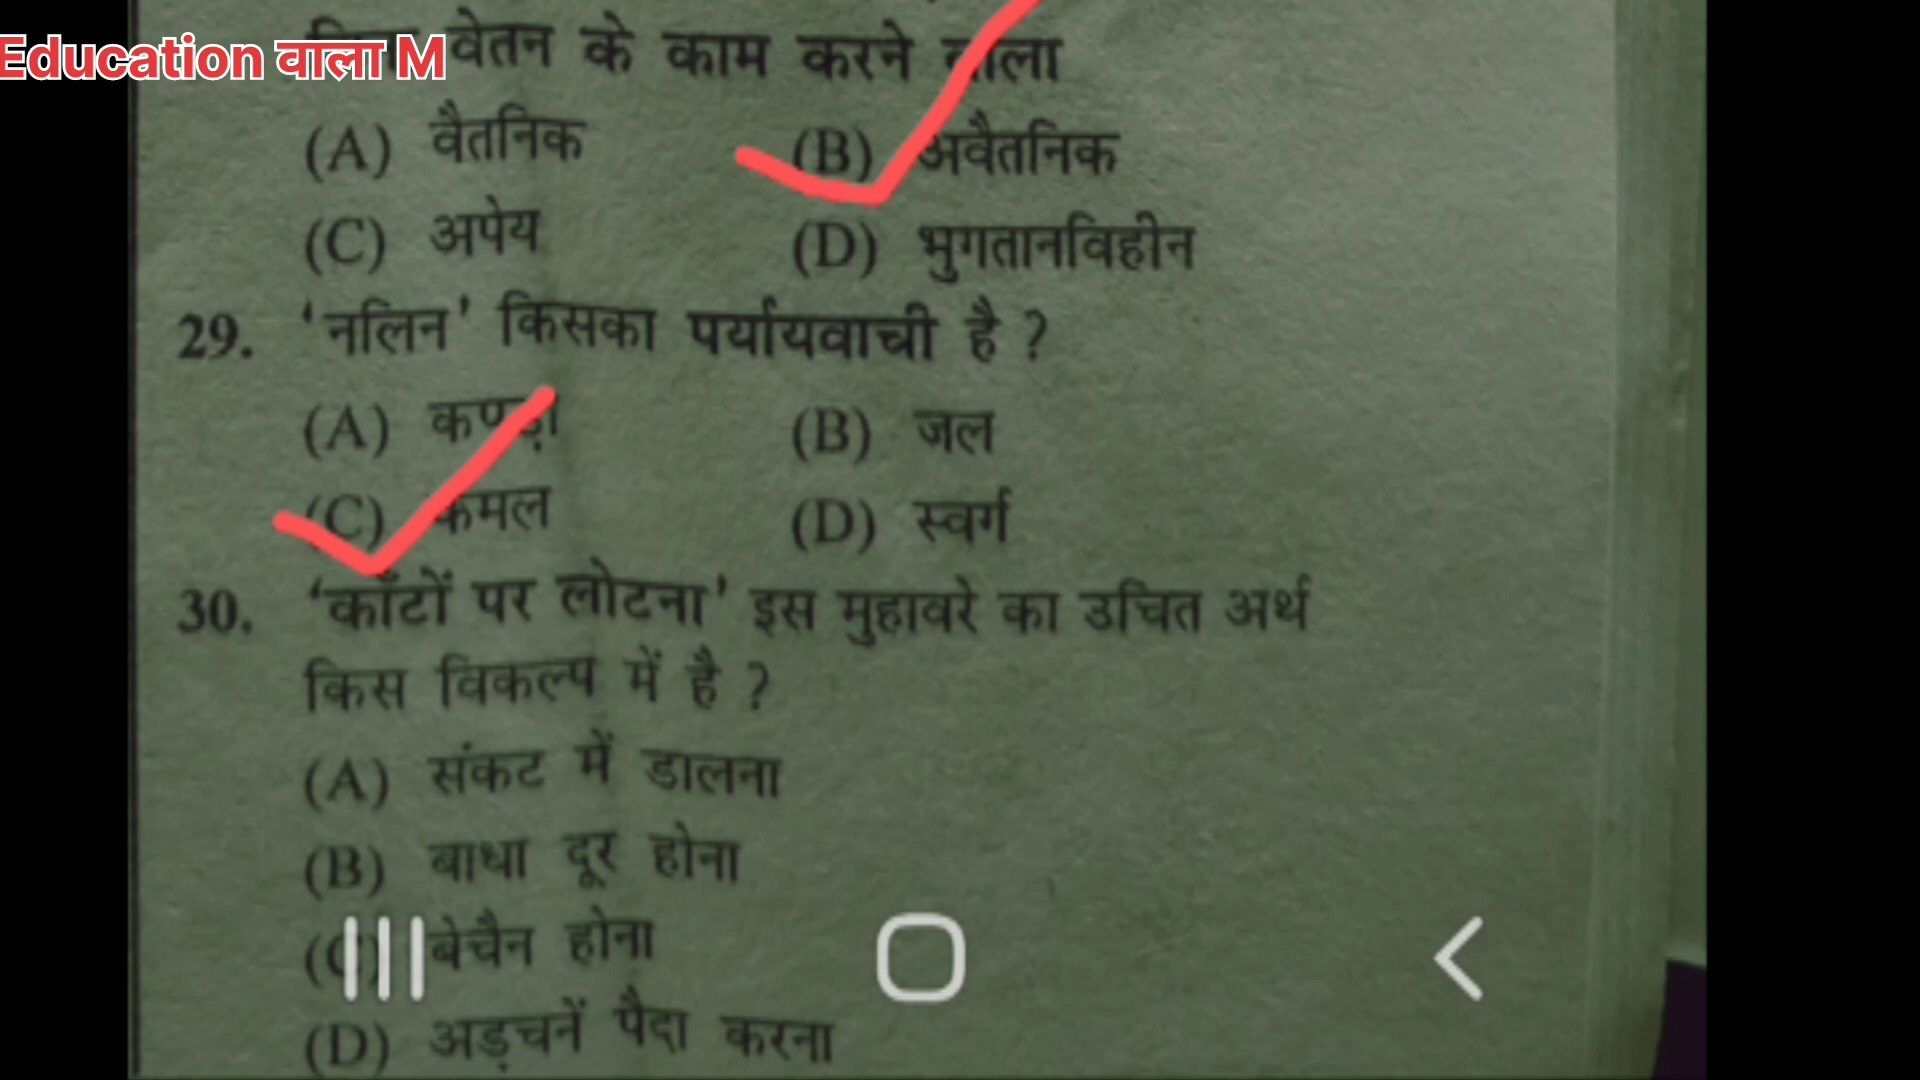 Education वाला M
वेतन के काम करने वाला
(A) वैतनिक (B) अवैतनिक
(C) अपेय (D) भुगतानविहीन
29. ‘नलिन’ किसका पर्यायवाची है ?
(A) कपड़ा (B) जल
(C) कमल (D) स्वर्ग
30. ‘काँटों पर लोटना’ इस मुहावरे का उचित अर्थ
किस विकल्प में है ?
(A) संकट में डालना
(B) बाधा दूर होना
(C) बेचैन होना
(D) अड़चनें पैदा करना